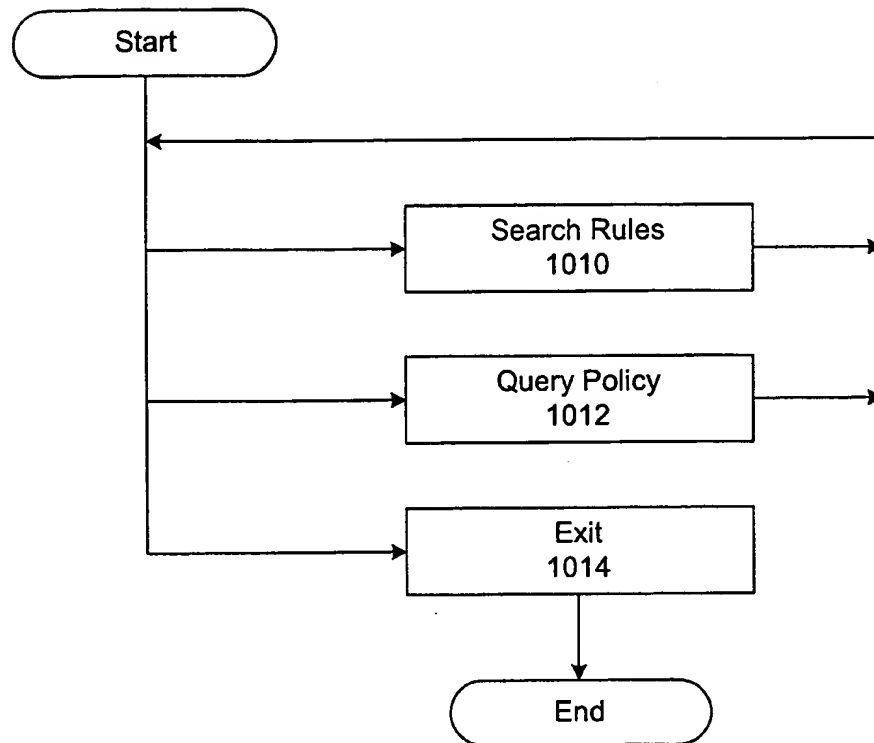 Start
Search Rules
1010
Query Policy
1012
Exit
1014
End